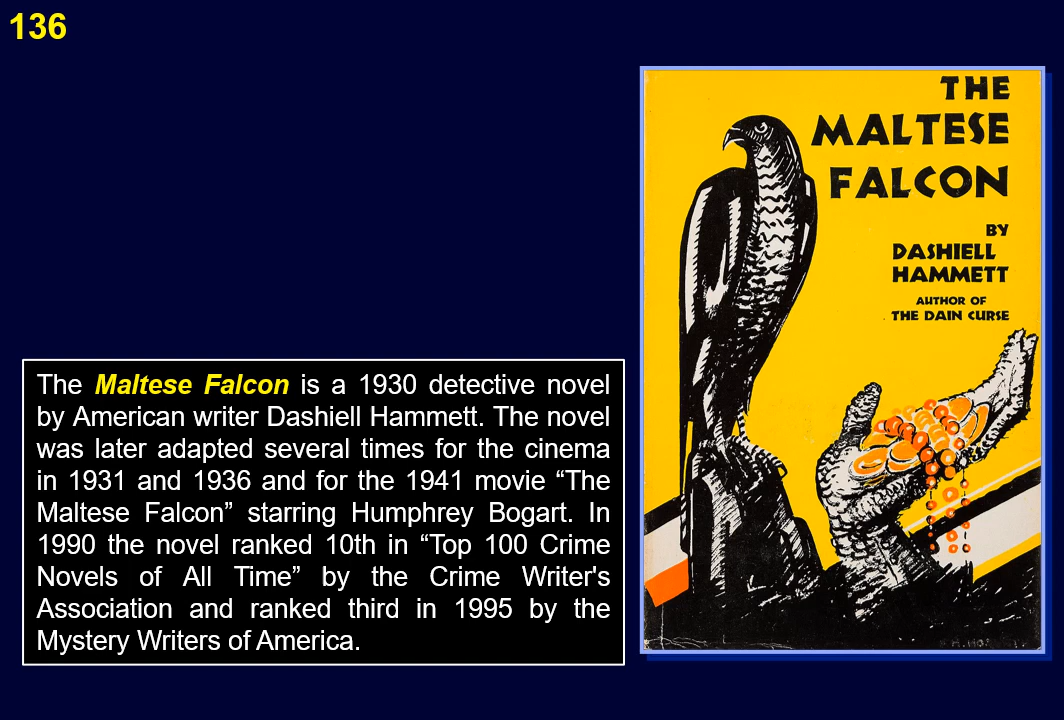 136
THE
MALTESE
FALCON
BY
DASHIELL
HAMMETT
AUTHOR OF
THE DAIN CURSE
The Maltese Falcon is a 1930 detective novel
by American writer Dashiell Hammett. The novel
was later adapted several times for the cinema
in 1931 and 1936 and for the 1941 movie “The
Maltese Falcon” starring Humphrey Bogart. In
1990 the novel ranked 10th in “Top 100 Crime
Novels of All Time” by the Crime Writer's
Association and ranked third in 1995 by the
Mystery Writers of America.